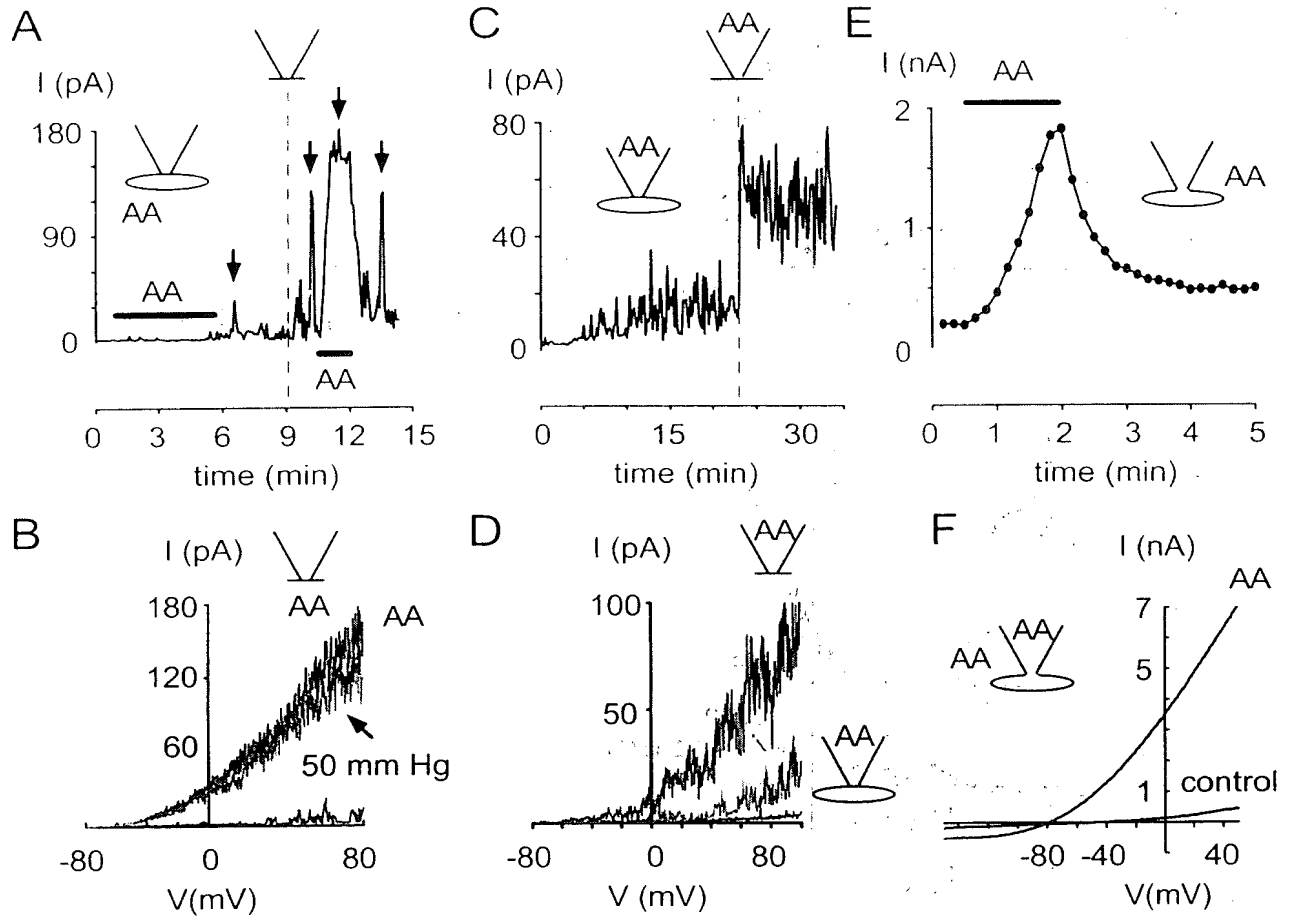 A
I (pA)
180
90
0
AA
AA
AA
0 3 6 9 12 15
time (min)
C
AA
I (pA)
80
40
0
AA
0 15 30
time (min)
E
I (nA)
AA
2
1
0
AA
0 1 2 3 4 5
time (min)
B
I (pA)
AA
AA
180
120
60
50 mm Hg
-80 0 80
V(mV)
D
I (pA)
AA
100
50
AA
-80 0 80
V (mV)
F
I (nA)
AA
7
5
1
AA
AA
control
-80 -40 40
V(mV)